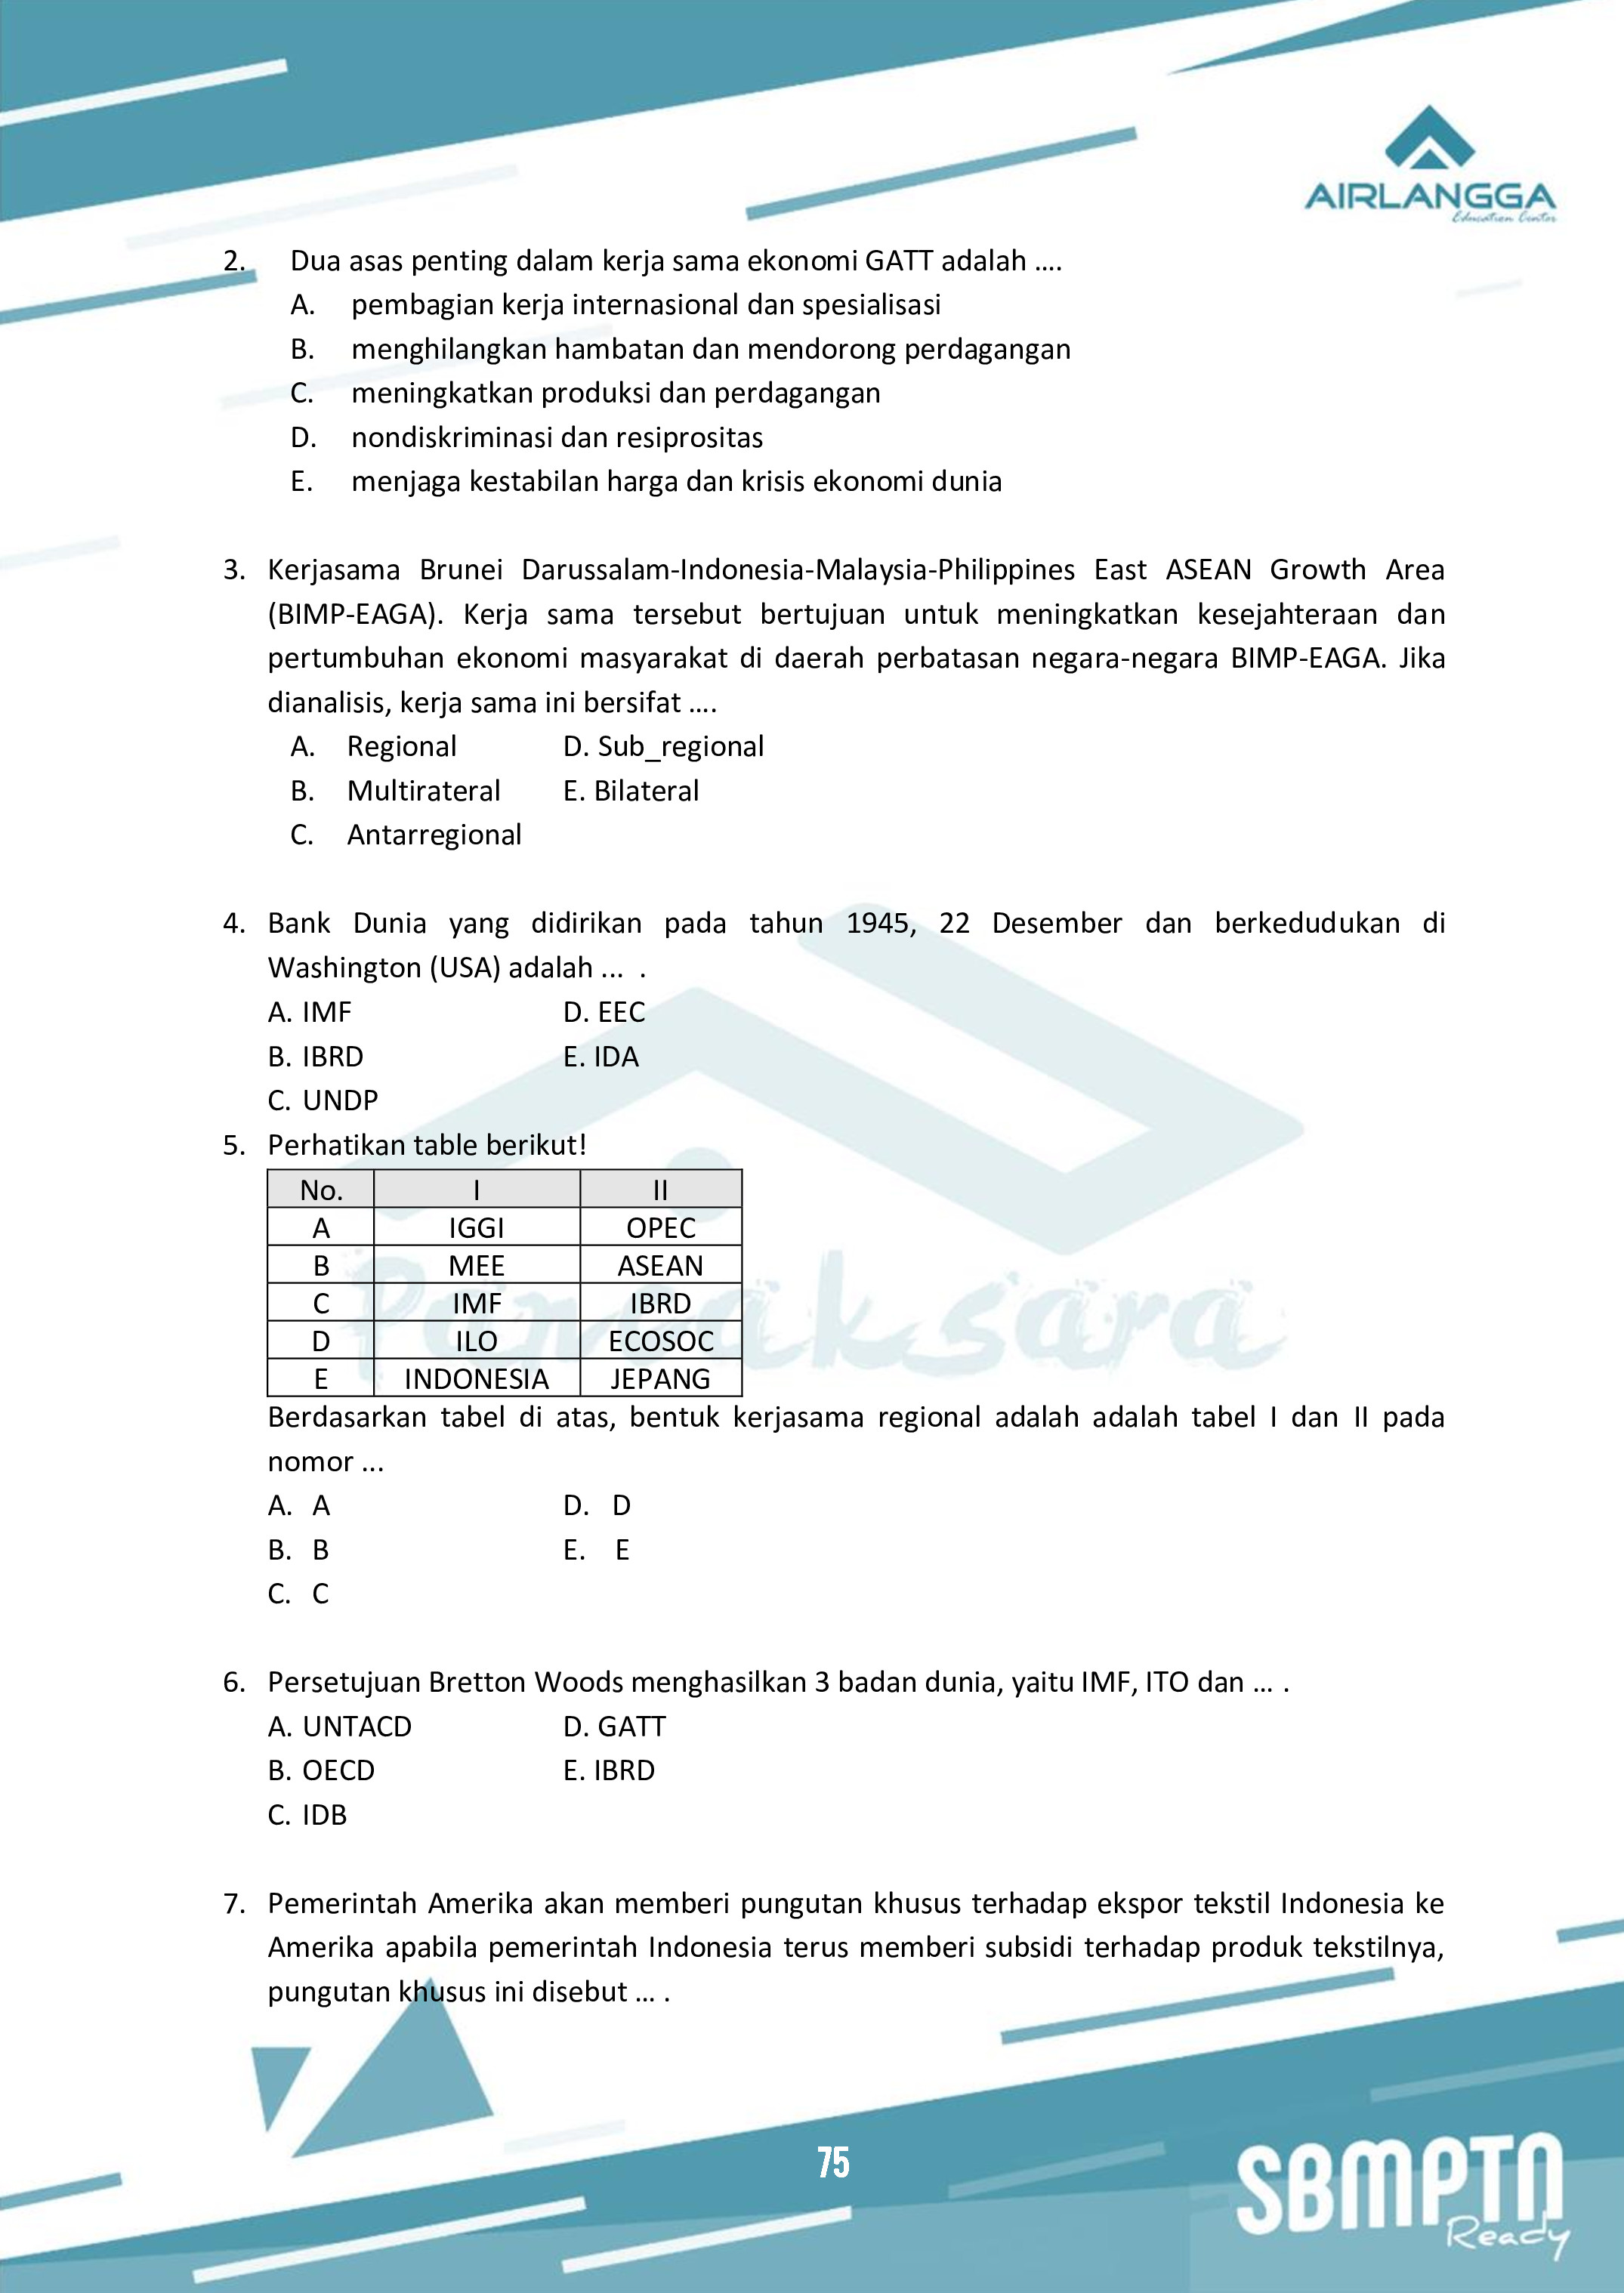 AIRLANGGA
Education Center
2. Dua asas penting dalam kerja sama ekonomi GATT adalah ....
A. pembagian kerja internasional dan spesialisasi
B. menghilangkan hambatan dan mendorong perdagangan
C. meningkatkan produksi dan perdagangan
D. nondiskriminasi dan resiprositas
E. menjaga kestabilan harga dan krisis ekonomi dunia
3. Kerjasama Brunei Darussalam-Indonesia-Malaysia-Philippines East ASEAN Growth Area
(BIMP-EAGA). Kerja sama tersebut bertujuan untuk meningkatkan kesejahteraan dan
pertumbuhan ekonomi masyarakat di daerah perbatasan negara-negara BIMP-EAGA. Jika
dianalisis, kerja sama ini bersifat ....
A. Regional D. Sub_regional
B. Multirateral E. Bilateral
C. Antarregional
4. Bank Dunia yang didirikan pada tahun 1945, 22 Desember dan berkedudukan di
Washington (USA) adalah ... .
A. IMF D. EEC
B. IBRD E. IDA
C. UNDP
5. Perhatikan table berikut!
No. I II
A IGGI OPEC
B MEE ASEAN
C IMF IBRD
D ILO ECOSOC
E INDONESIA JEPANG
Pancaksara
Berdasarkan tabel di atas, bentuk kerjasama regional adalah adalah tabel I dan II pada
nomor ...
A. A D. D
B. B E. E
C. C
6. Persetujuan Bretton Woods menghasilkan 3 badan dunia, yaitu IMF, ITO dan ... .
A. UNTACD D. GATT
B. OECD E. IBRD
C. IDB
7. Pemerintah Amerika akan memberi pungutan khusus terhadap ekspor tekstil Indonesia ke
Amerika apabila pemerintah Indonesia terus memberi subsidi terhadap produk tekstilnya,
pungutan khusus ini disebut ... .
75
SBMPTN
Ready